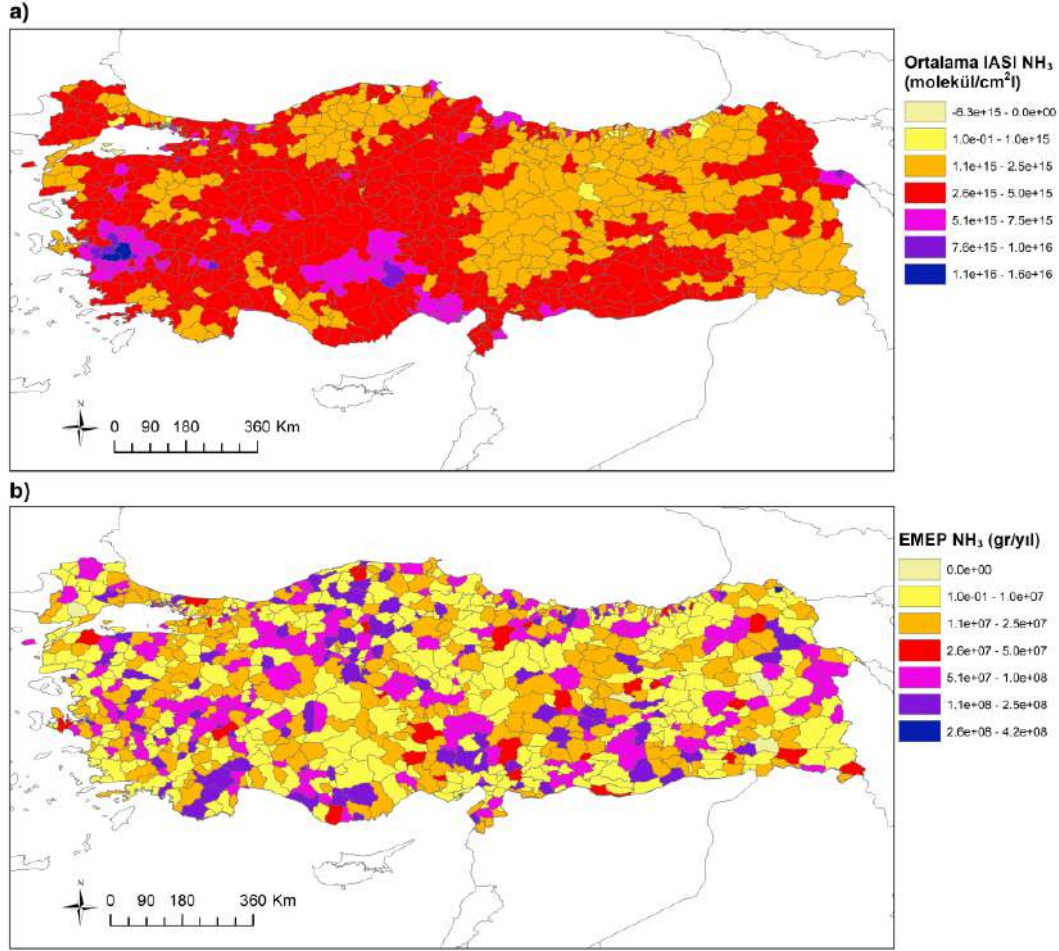 a)
Ortalama IASI NH₃
(molekül/cm²l)
-6.3e+15 - 0.0e+00
1.0e-01 - 1.0e+15
1.1e+15 - 2.5e+15
2.6e+15 - 5.0e+15
5.1e+15 - 7.5e+15
7.6e+15 - 1.0e+16
1.1e+16 - 1.6e+16
N
0 90 180 360 Km
b)
EMEP NH₃ (gr/yıl)
0.0e+00
1.0e-01 - 1.0e+07
1.1e+07 - 2.5e+07
2.6e+07 - 5.0e+07
5.1e+07 - 1.0e+08
1.1e+08 - 2.5e+08
2.6e+08 - 4.2e+08
N
0 90 180 360 Km